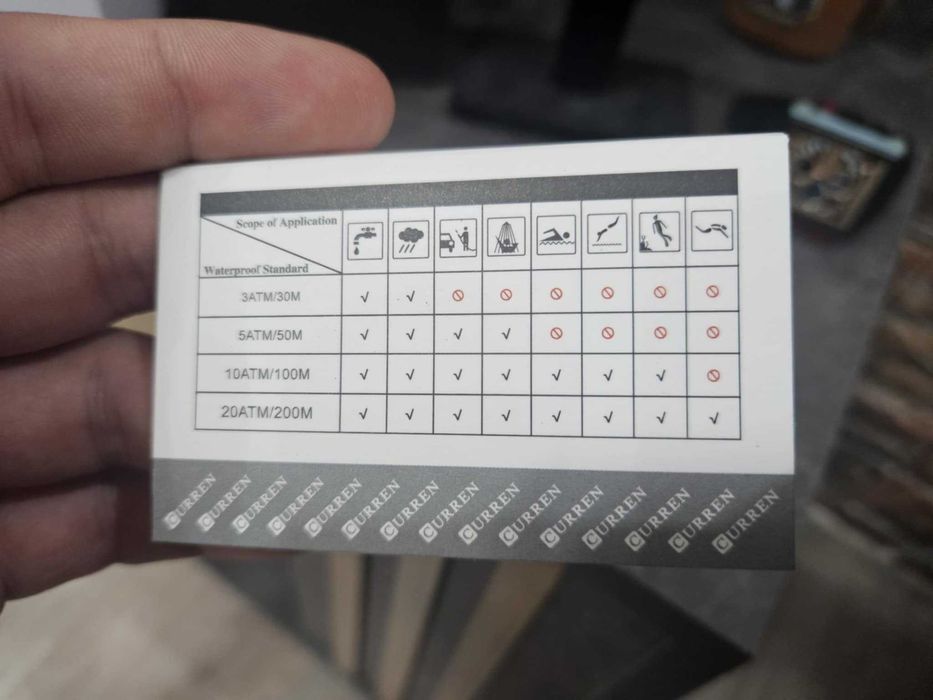 Scope of Application
Waterproof Standard
3ATM/30M √ √
5ATM/50M √ √ √ √
10ATM/100M √ √ √ √ √ √ √
20ATM/200M √ √ √ √ √ √ √ √
CURREN CURREN CURREN CURREN CURREN CURREN CURREN CURREN CURREN CURREN CURREN CURREN CURREN CURREN CURREN